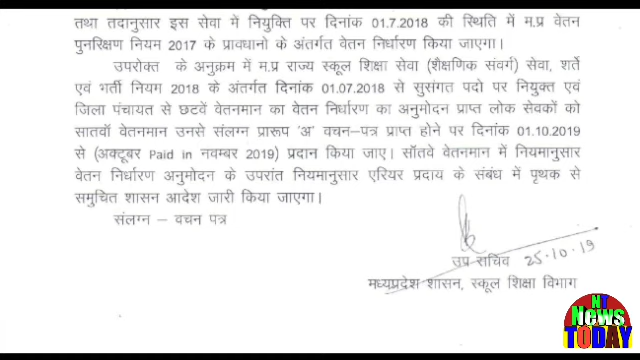 तथा तदानुसार इस सेवा में नियुक्ति पर दिनांक 01.7.2018 की स्थिति में म.प्र वेतन
पुनरिक्षण नियम 2017 के प्रावधानो के अंतर्गत वेतन निर्धारण किया जाएगा।
उपरोक्त के अनुक्रम में म.प्र राज्य स्कूल शिक्षा सेवा (शैक्षणिक संवर्ग) सेवा, शर्ते
एवं भर्ती नियम 2018 के अंतर्गत दिनांक 01.07.2018 से सुसंगत पदो पर नियुक्त एवं
जिला पंचायत से छटवें वेतनमान का वेतन निर्धारण का अनुमोदन प्राप्त लोक सेवकों को
सातवॉ वेतनमान उनसे संलग्न प्रारूप 'अ' वचन–पत्र प्राप्त होने पर दिनांक 01.10.2019
से (अक्टूबर Paid in नवम्बर 2019) प्रदान किया जाए। सॉतवे वेतनमान में नियमानुसार
वेतन निर्धारण अनुमोदन के उपरांत नियमानुसार एरियर प्रदाय के संबंध में पृथक से
समुचित शासन आदेश जारी किया जाएगा।
संलग्न – वचन पत्र
उप सचिव 25.10.19
मध्यप्रदेश शासन, स्कूल शिक्षा विभाग
NT
News
TODAY